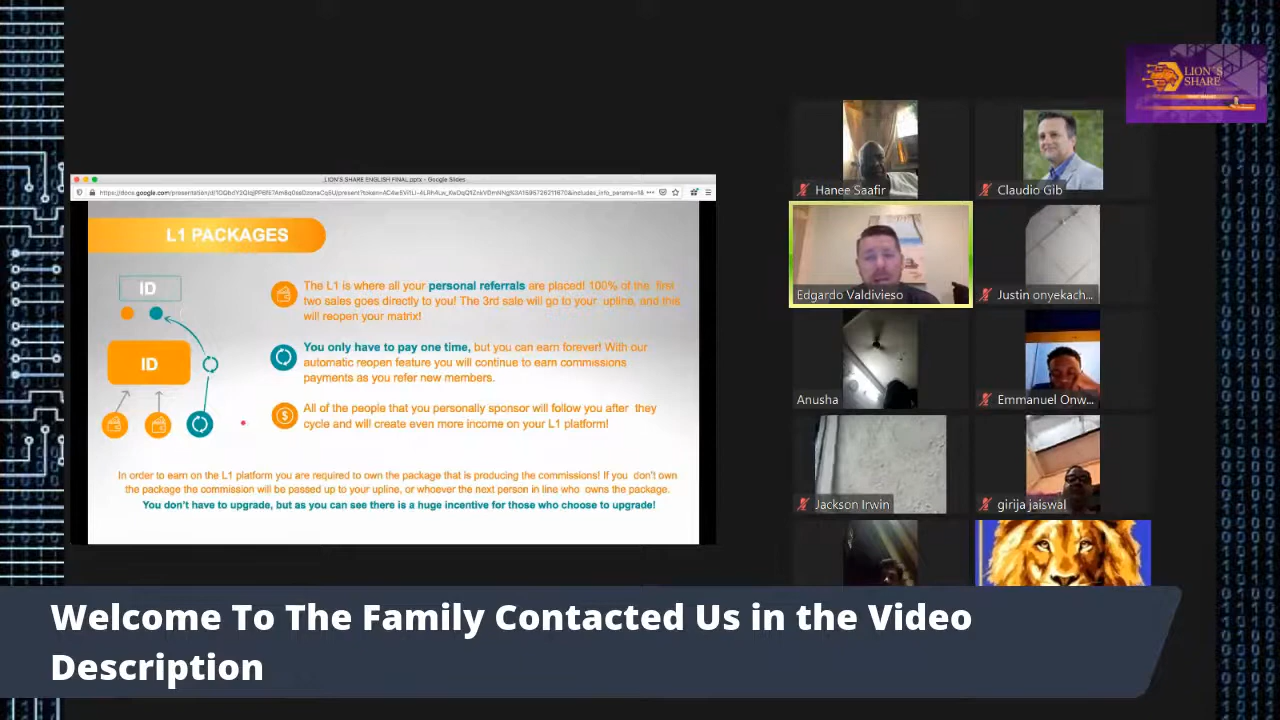 LION'S SHARE
LION'S SHARE ENGLISH FINAL.pptx - Google Slides
L1 PACKAGES
ID
ID
The L1 is where all your personal referrals are placed! 100% of the first
two sales goes directly to you! The 3rd sale will go to your upline, and this
will reopen your matrix!
You only have to pay one time, but you can earn forever! With our
automatic reopen feature you will continue to earn commissions
payments as you refer new members.
All of the people that you personally sponsor will follow you after they
cycle and will create even more income on your L1 platform!
In order to earn on the L1 platform you are required to own the package that is producing the commissions! If you don't own
the package the commission will be passed up to your upline, or whoever the next person in line who owns the package.
You don't have to upgrade, but as you can see there is a huge incentive for those who choose to upgrade!
Hanee Saafir
Claudio Gib
Edgardo Valdivieso
Justin onyekach...
Anusha
Emmanuel Onw...
Jackson Irwin
girija jaiswal
Welcome To The Family Contacted Us in the Video
Description